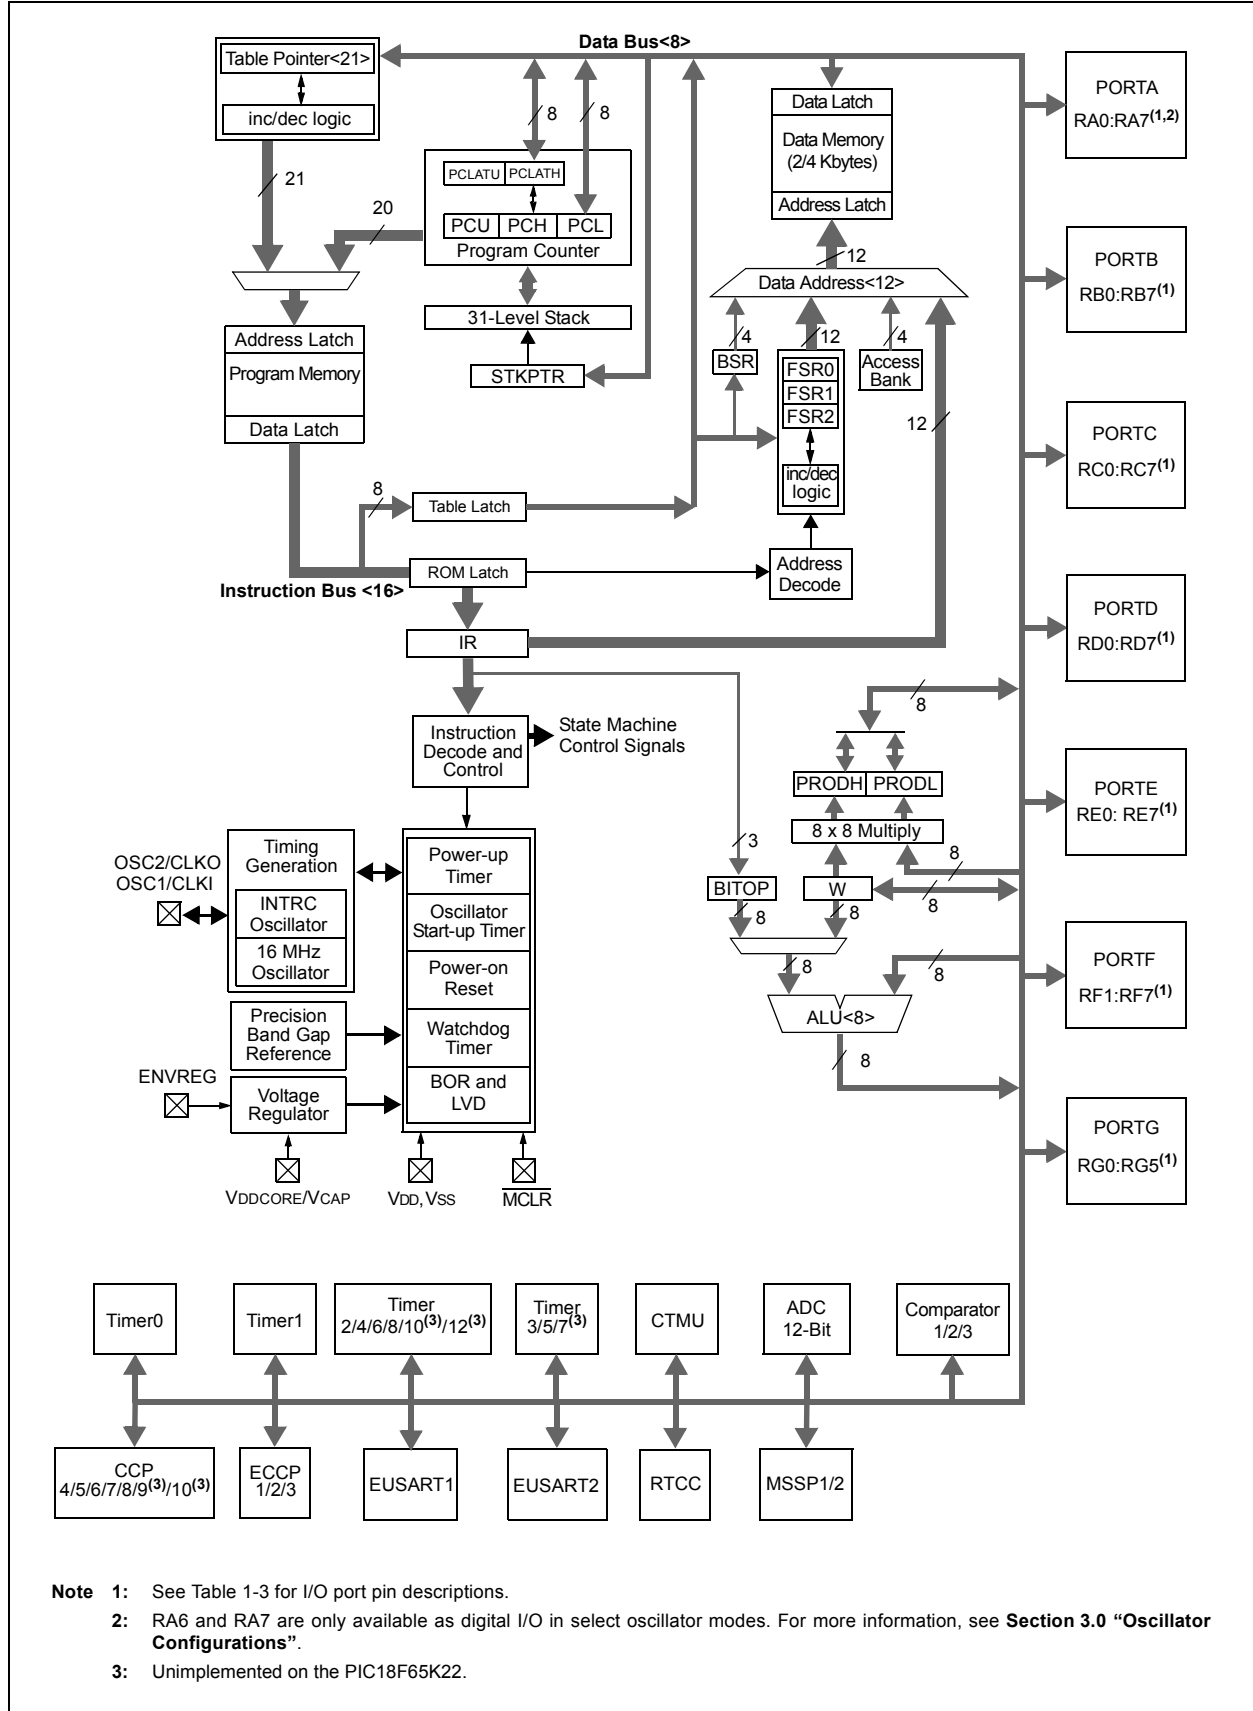 Data Bus<8>
Table Pointer<21>
inc/dec logic
21
20
8
8
PCLATU
PCLATH
PCU
PCH
PCL
Program Counter
31-Level Stack
STKPTR
Address Latch
Program Memory
Data Latch
8
Table Latch
ROM Latch
Instruction Bus <16>
IR
Data Latch
Data Memory
(2/4 Kbytes)
Address Latch
12
Data Address<12>
4
12
4
BSR
FSR0
FSR1
FSR2
inc/dec
logic
Access
Bank
12
Address
Decode
Instruction
Decode and
Control
State Machine
Control Signals
8
PRODH
PRODL
8 x 8 Multiply
3
8
BITOP
W
8
8
8
8
8
ALU<8>
8
OSC2/CLKO
OSC1/CLKI
Timing
Generation
INTRC
Oscillator
16 MHz
Oscillator
Precision
Band Gap
Reference
ENVREG
Voltage
Regulator
Power-up
Timer
Oscillator
Start-up Timer
Power-on
Reset
Watchdog
Timer
BOR and
LVD
VDDCORE/VCAP
VDD, VSS
MCLR
PORTA
RA0:RA7(1,2)
PORTB
RB0:RB7(1)
PORTC
RC0:RC7(1)
PORTD
RD0:RD7(1)
PORTE
RE0: RE7(1)
PORTF
RF1:RF7(1)
PORTG
RG0:RG5(1)
Timer0
Timer1
Timer
2/4/6/8/10(3)/12(3)
Timer
3/5/7(3)
CTMU
ADC
12-Bit
Comparator
1/2/3
CCP
4/5/6/7/8/9(3)/10(3)
ECCP
1/2/3
EUSART1
EUSART2
RTCC
MSSP1/2
Note 1: See Table 1-3 for I/O port pin descriptions.
2: RA6 and RA7 are only available as digital I/O in select oscillator modes. For more information, see Section 3.0 “Oscillator
Configurations”.
3: Unimplemented on the PIC18F65K22.